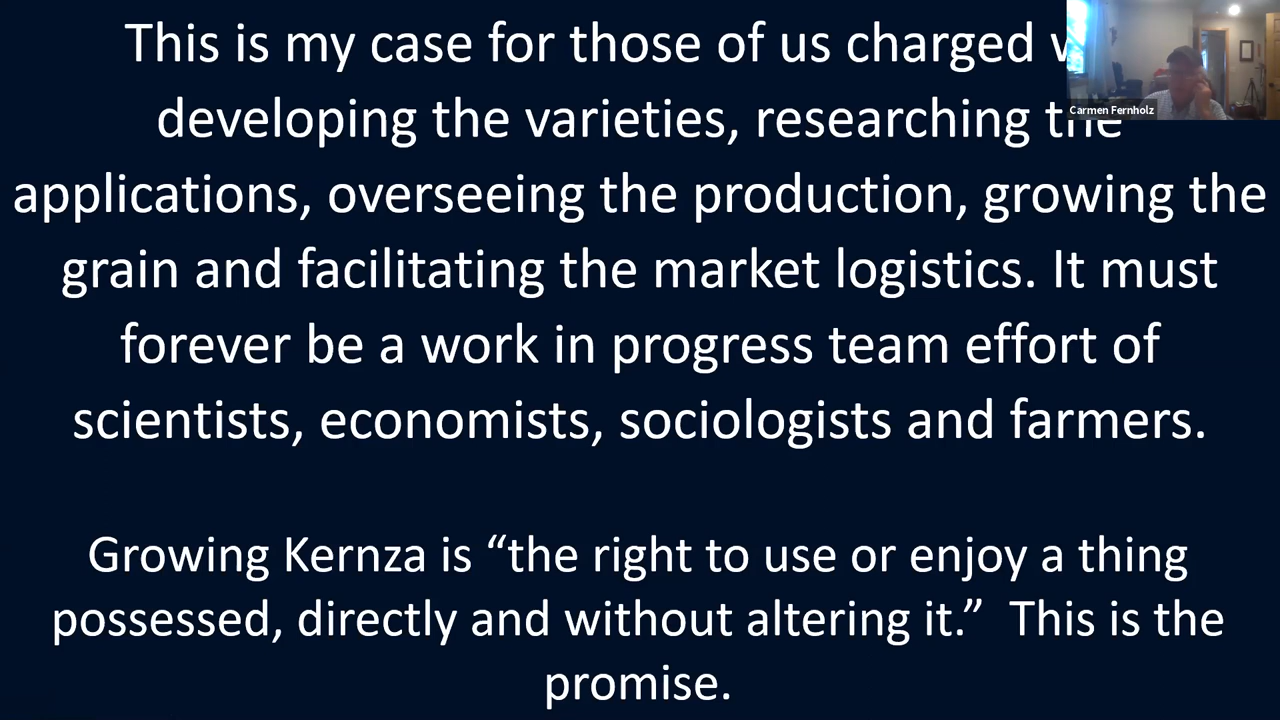 This is my case for those of us charged
developing the varieties, researching the
applications, overseeing the production, growing the
grain and facilitating the market logistics. It must
forever be a work in progress team effort of
scientists, economists, sociologists and farmers.
Growing Kernza is “the right to use or enjoy a thing
possessed, directly and without altering it.” This is the
promise.
Carmen Fernholz